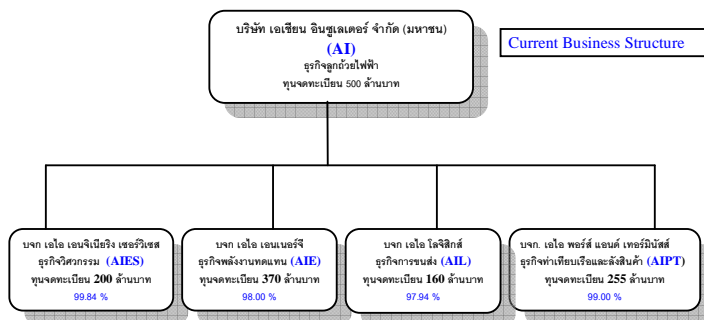 บริษัท เอเชียน อินซูเลเตอร์ จำกัด (มหาชน)
(AI)
ธุรกิจลูกถ้วยไฟฟ้า
ทุนจดทะเบียน 500 ล้านบาท
Current Business Structure
บจก เอไอ เอนจิเนียริง เซอร์วิเซส
ธุรกิจวิศวกรรม (AIES)
ทุนจดทะเบียน 200 ล้านบาท
99.84 %
บจก เอไอ เอนเนอร์จี
ธุรกิจพลังงานทดแทน (AIE)
ทุนจดทะเบียน 370 ล้านบาท
98.00 %
บจก เอไอ โลจิสิกส์
ธุรกิจการขนส่ง (AIL)
ทุนจดทะเบียน 160 ล้านบาท
97.94 %
บจก. เอไอ พอร์ส แอนด์ เทอร์มินัสส์
ธุรกิจท่าเทียบเรือและลังสินค้า (AIPT)
ทุนจดทะเบียน 255 ล้านบาท
99.00 %